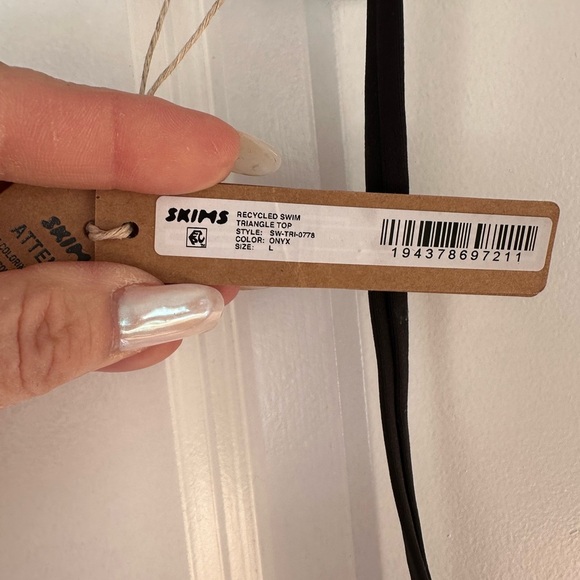 SKIMS
RECYCLED SWIM
TRIANGLE TOP
STYLE: SW-TRI-0778
COLOR: ONYX
SIZE: L
194378697211
SKIMS
ATTE